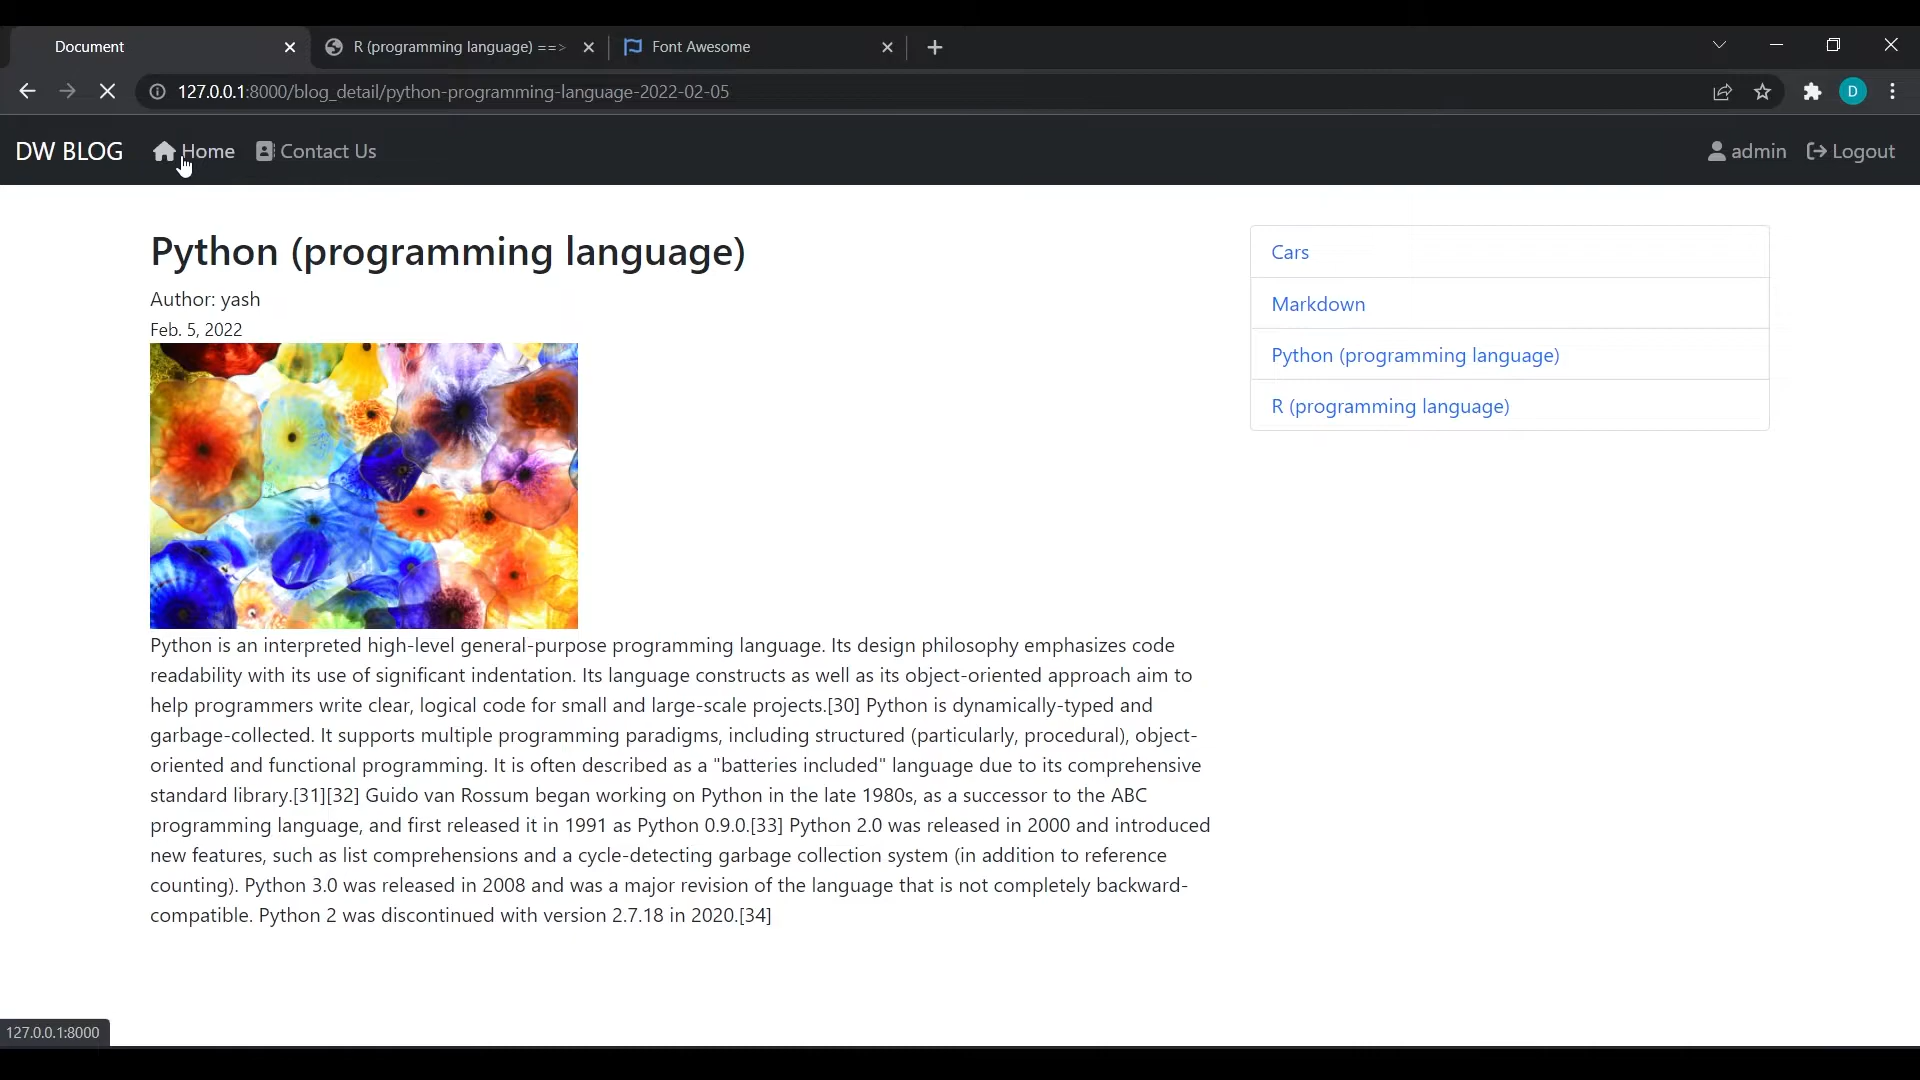 Document
R (programming language) ==>
Font Awesome
127.0.0.1:8000/blog_detail/python-programming-language-2022-02-05
D
DW BLOG
Home
Contact Us
admin
Logout
Python (programming language)
Author: yash
Feb. 5, 2022
Python is an interpreted high-level general-purpose programming language. Its design philosophy emphasizes code
readability with its use of significant indentation. Its language constructs as well as its object-oriented approach aim to
help programmers write clear, logical code for small and large-scale projects.[30] Python is dynamically-typed and
garbage-collected. It supports multiple programming paradigms, including structured (particularly, procedural), object-
oriented and functional programming. It is often described as a "batteries included" language due to its comprehensive
standard library.[31][32] Guido van Rossum began working on Python in the late 1980s, as a successor to the ABC
programming language, and first released it in 1991 as Python 0.9.0.[33] Python 2.0 was released in 2000 and introduced
new features, such as list comprehensions and a cycle-detecting garbage collection system (in addition to reference
counting). Python 3.0 was released in 2008 and was a major revision of the language that is not completely backward-
compatible. Python 2 was discontinued with version 2.7.18 in 2020.[34]
Cars
Markdown
Python (programming language)
R (programming language)
127.0.0.1:8000